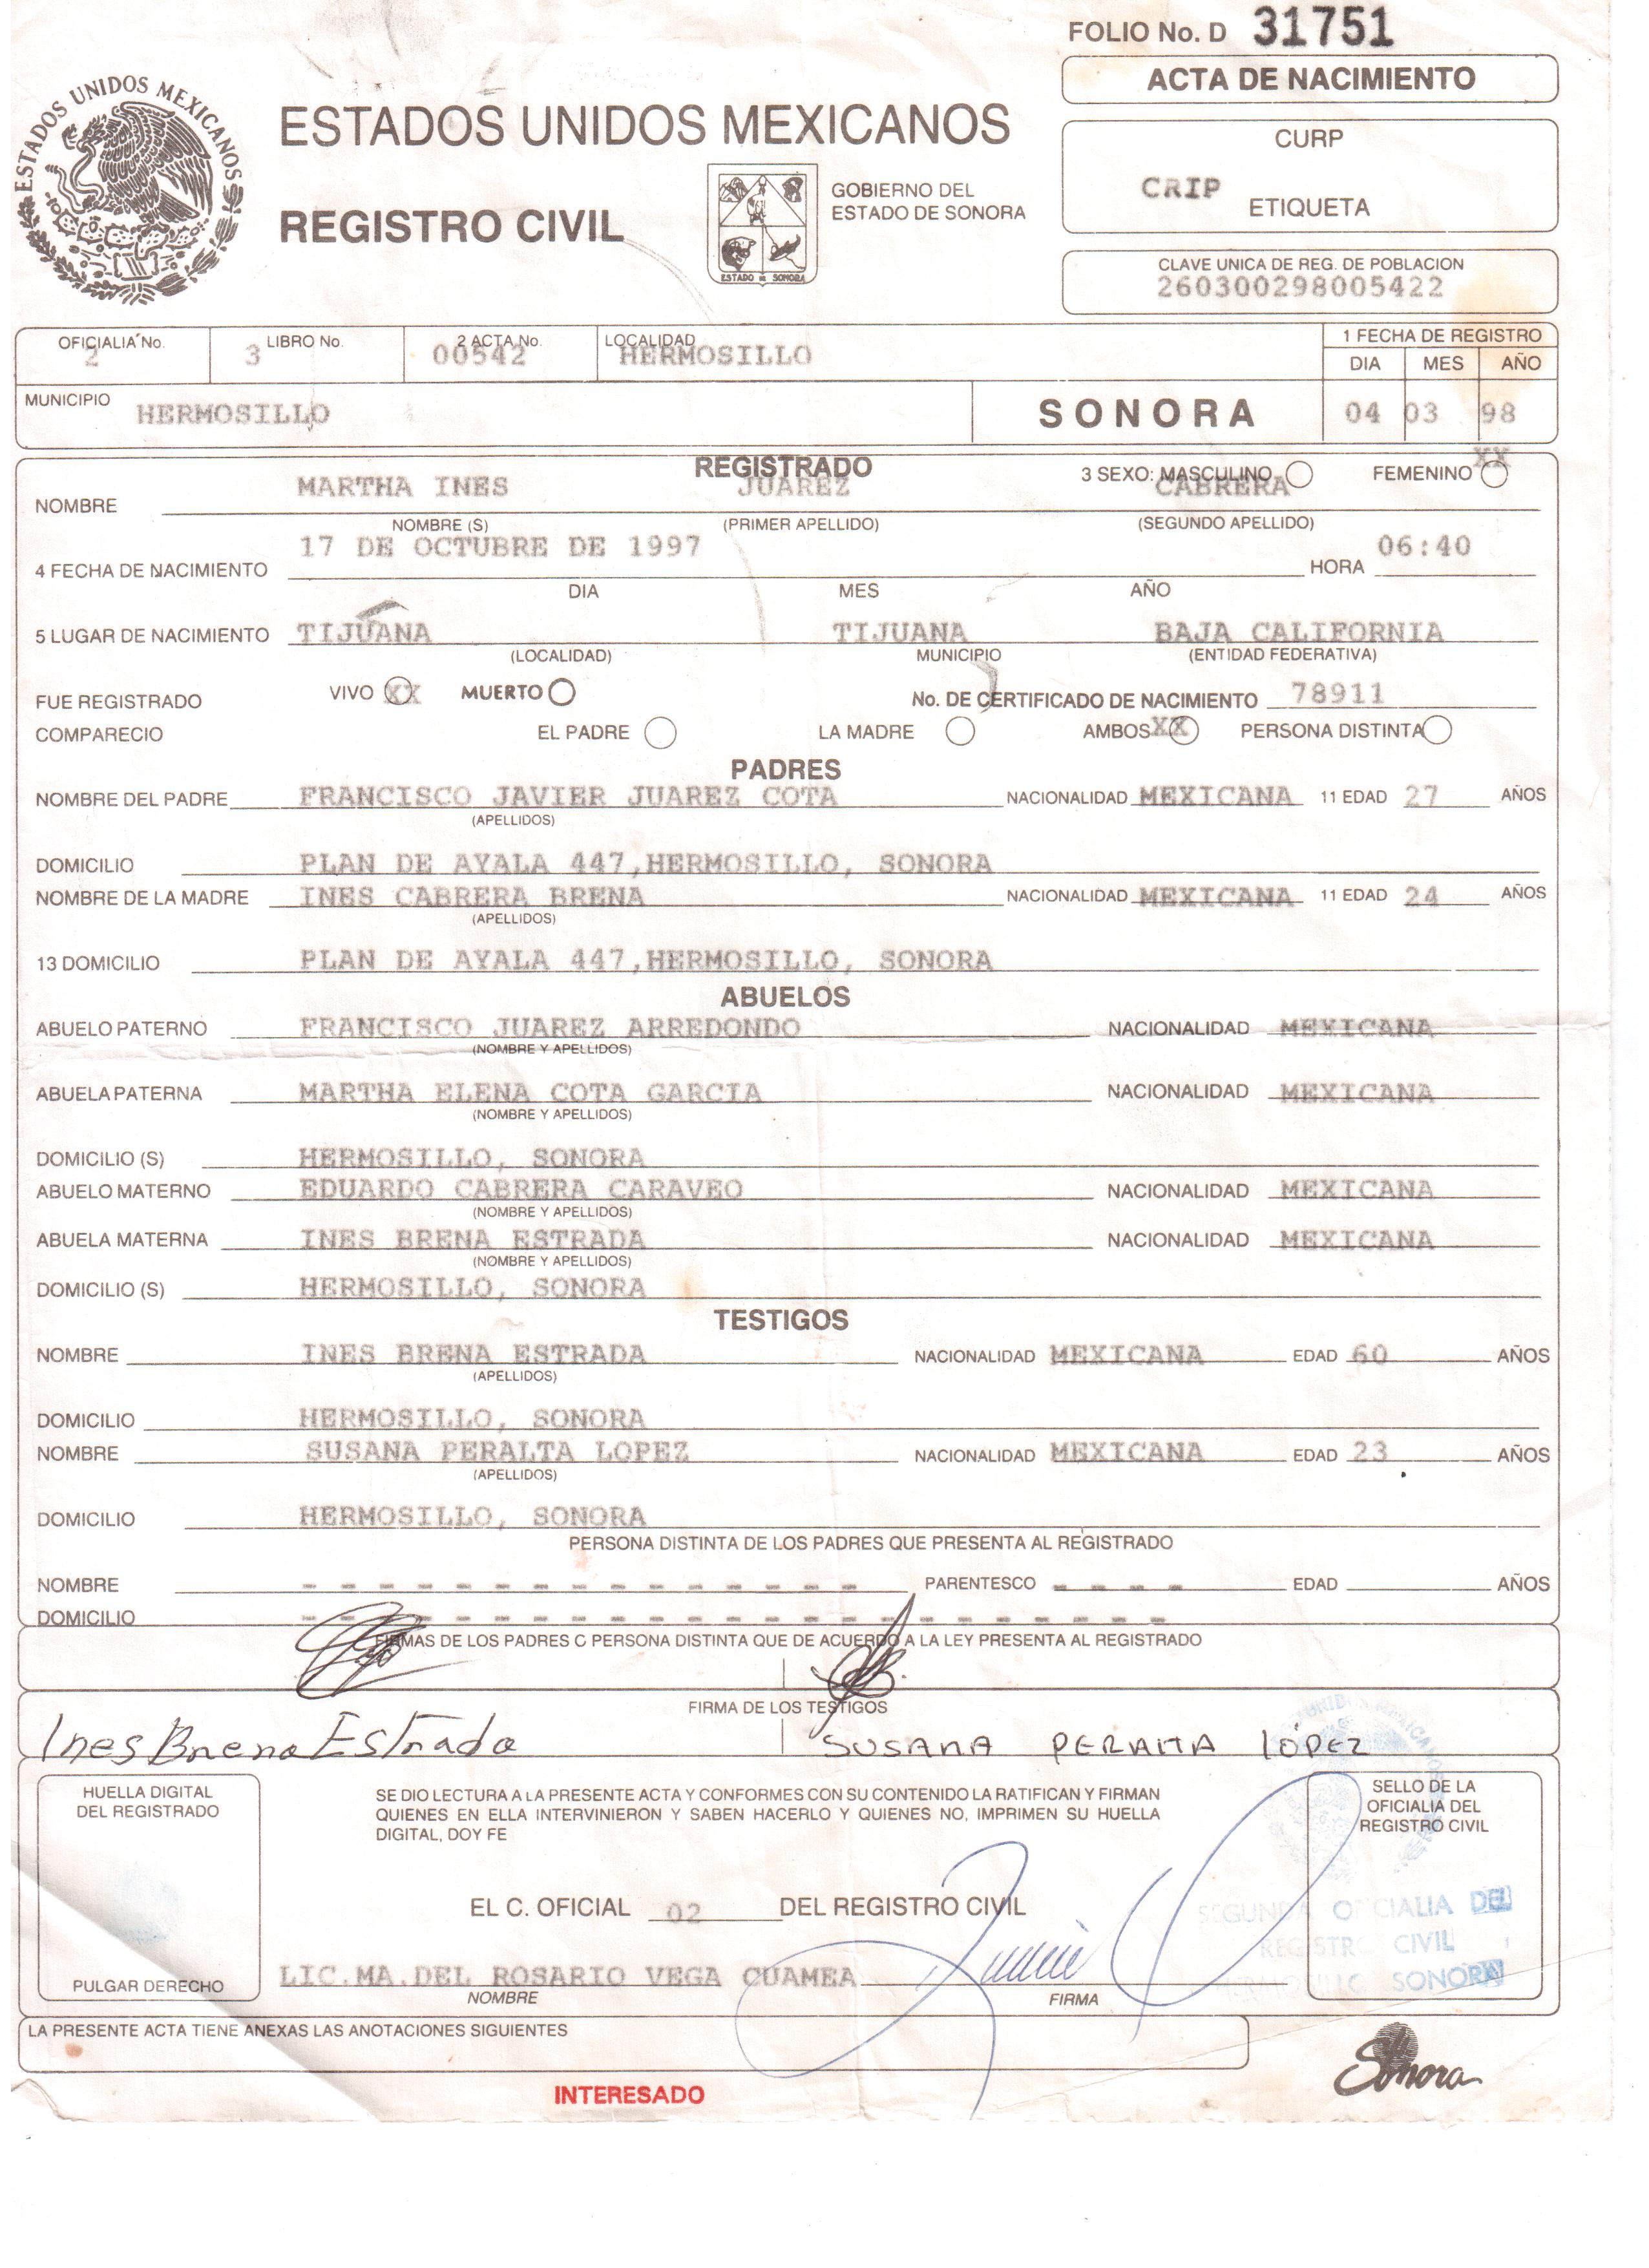 FOLIO No. D 31751
ACTA DE NACIMIENTO
ESTADOS UNIDOS MEXICANOS
ESTADOS UNIDOS MEXICANOS
CURP
CRIP
ETIQUETA
REGISTRO CIVIL
ESTADO DE SONORA
GOBIERNO DEL
ESTADO DE SONORA
CLAVE UNICA DE REG. DE POBLACION
260300298005422
OFICIALIA No. 2
LIBRO No. 3
2 ACTA No. 00542
LOCALIDAD HERMOSILLO
1 FECHA DE REGISTRO
DIA MES AÑO
MUNICIPIO HERMOSILLO
SONORA
04 03 98
REGISTRADO
3 SEXO: MASCULINO FEMENINO XX
NOMBRE MARTHA INES JUAREZ CABRERA
NOMBRE (S) (PRIMER APELLIDO) (SEGUNDO APELLIDO)
4 FECHA DE NACIMIENTO 17 DE OCTUBRE DE 1997 HORA 06:40
DIA MES AÑO
5 LUGAR DE NACIMIENTO TIJUANA TIJUANA BAJA CALIFORNIA
(LOCALIDAD) MUNICIPIO (ENTIDAD FEDERATIVA)
FUE REGISTRADO VIVO XX MUERTO No. DE CERTIFICADO DE NACIMIENTO 78911
COMPARECIO EL PADRE LA MADRE AMBOS XX PERSONA DISTINTA
PADRES
NOMBRE DEL PADRE FRANCISCO JAVIER JUAREZ COTA NACIONALIDAD MEXICANA 11 EDAD 27 AÑOS
(APELLIDOS)
DOMICILIO PLAN DE AYALA 447,HERMOSILLO, SONORA
NOMBRE DE LA MADRE INES CABRERA BRENA NACIONALIDAD MEXICANA 11 EDAD 24 AÑOS
(APELLIDOS)
13 DOMICILIO PLAN DE AYALA 447,HERMOSILLO, SONORA
ABUELOS
ABUELO PATERNO FRANCISCO JUAREZ ARREDONDO NACIONALIDAD MEXICANA
(NOMBRE Y APELLIDOS)
ABUELA PATERNA MARTHA ELENA COTA GARCIA NACIONALIDAD MEXICANA
(NOMBRE Y APELLIDOS)
DOMICILIO (S) HERMOSILLO, SONORA
ABUELO MATERNO EDUARDO CABRERA CARAVEO NACIONALIDAD MEXICANA
(NOMBRE Y APELLIDOS)
ABUELA MATERNA INES BRENA ESTRADA NACIONALIDAD MEXICANA
(NOMBRE Y APELLIDOS)
DOMICILIO (S) HERMOSILLO, SONORA
TESTIGOS
NOMBRE INES BRENA ESTRADA NACIONALIDAD MEXICANA EDAD 60 AÑOS
(APELLIDOS)
DOMICILIO HERMOSILLO, SONORA
NOMBRE SUSANA PERALTA LOPEZ NACIONALIDAD MEXICANA EDAD 23 AÑOS
(APELLIDOS)
DOMICILIO HERMOSILLO, SONORA
PERSONA DISTINTA DE LOS PADRES QUE PRESENTA AL REGISTRADO
NOMBRE PARENTESCO EDAD AÑOS
DOMICILIO
FIRMAS DE LOS PADRES O PERSONA DISTINTA QUE DE ACUERDO A LA LEY PRESENTA AL REGISTRADO
FIRMA DE LOS TESTIGOS
Ines Brena Estrada SUSANA PERALTA LÓPEZ
HUELLA DIGITAL
DEL REGISTRADO
SE DIO LECTURA A LA PRESENTE ACTA Y CONFORMES CON SU CONTENIDO LA RATIFICAN Y FIRMAN
QUIENES EN ELLA INTERVINIERON Y SABEN HACERLO Y QUIENES NO, IMPRIMEN SU HUELLA
DIGITAL, DOY FE
SELLO DE LA
OFICIALIA DEL
REGISTRO CIVIL
EL C. OFICIAL 02 DEL REGISTRO CIVIL
SEGUNDA OFICIALIA DEL
REGISTRO CIVIL
HERMOSILLO SONORA
PULGAR DERECHO
LIC.MA.DEL ROSARIO VEGA CUAMEA
NOMBRE FIRMA
LA PRESENTE ACTA TIENE ANEXAS LAS ANOTACIONES SIGUIENTES
Sonora
INTERESADO